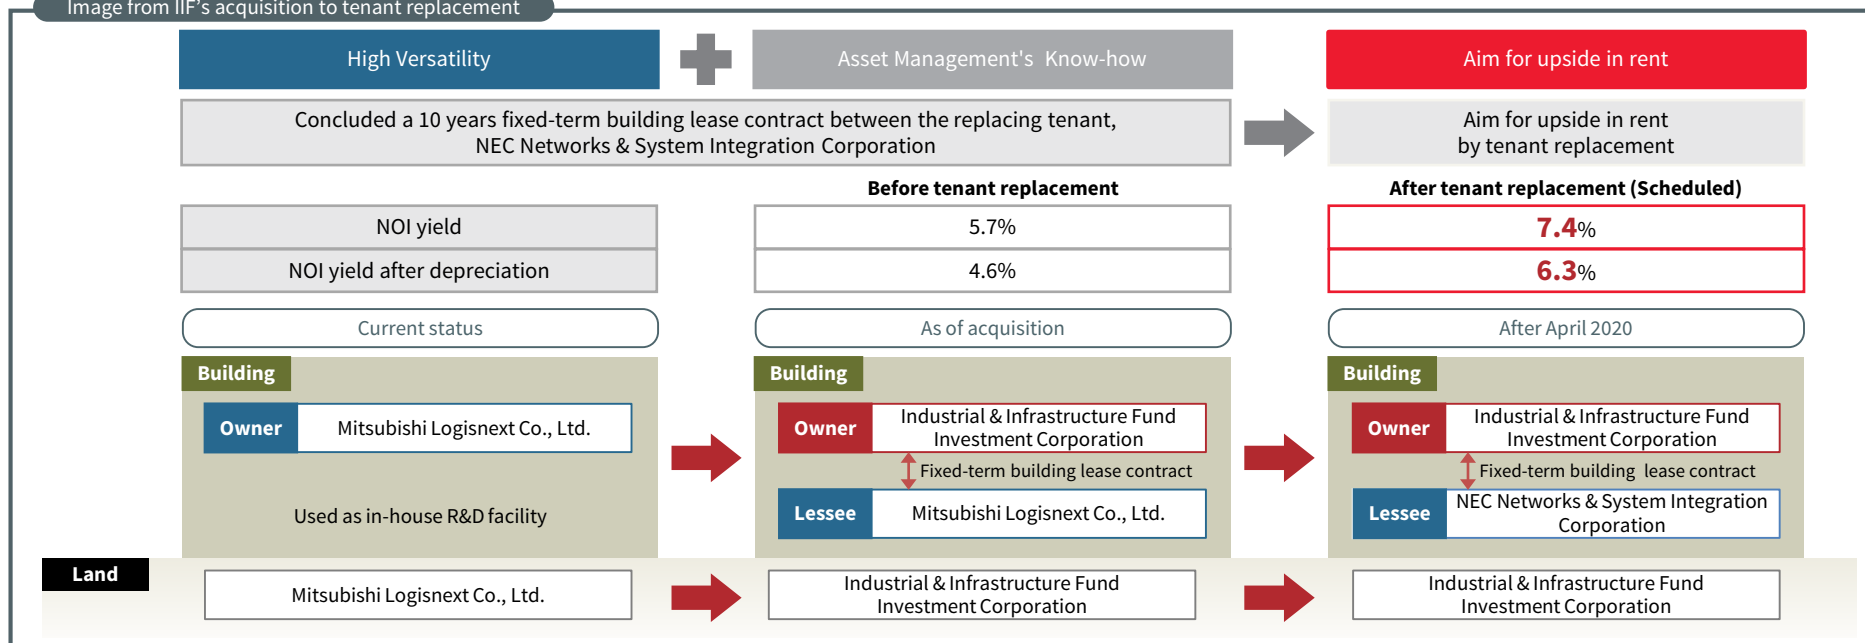 Image from IIF's acquisition to tenant replacement
High Versatility
Asset Management's Know-how
Aim for upside in rent
Concluded a 10 years fixed-term building lease contract between the replacing tenant,
NEC Networks & System Integration Corporation
Aim for upside in rent
by tenant replacement
Before tenant replacement
After tenant replacement (Scheduled)
NOI yield
5.7%
7.4%
NOI yield after depreciation
4.6%
6.3%
Current status
As of acquisition
After April 2020
Building
Owner
Mitsubishi Logisnext Co., Ltd.
Used as in-house R&D facility
Building
Owner
Industrial & Infrastructure Fund
Investment Corporation
Fixed-term building lease contract
Lessee
Mitsubishi Logisnext Co., Ltd.
Building
Owner
Industrial & Infrastructure Fund
Investment Corporation
Fixed-term building lease contract
Lessee
NEC Networks & System Integration
Corporation
Land
Mitsubishi Logisnext Co., Ltd.
Industrial & Infrastructure Fund
Investment Corporation
Industrial & Infrastructure Fund
Investment Corporation